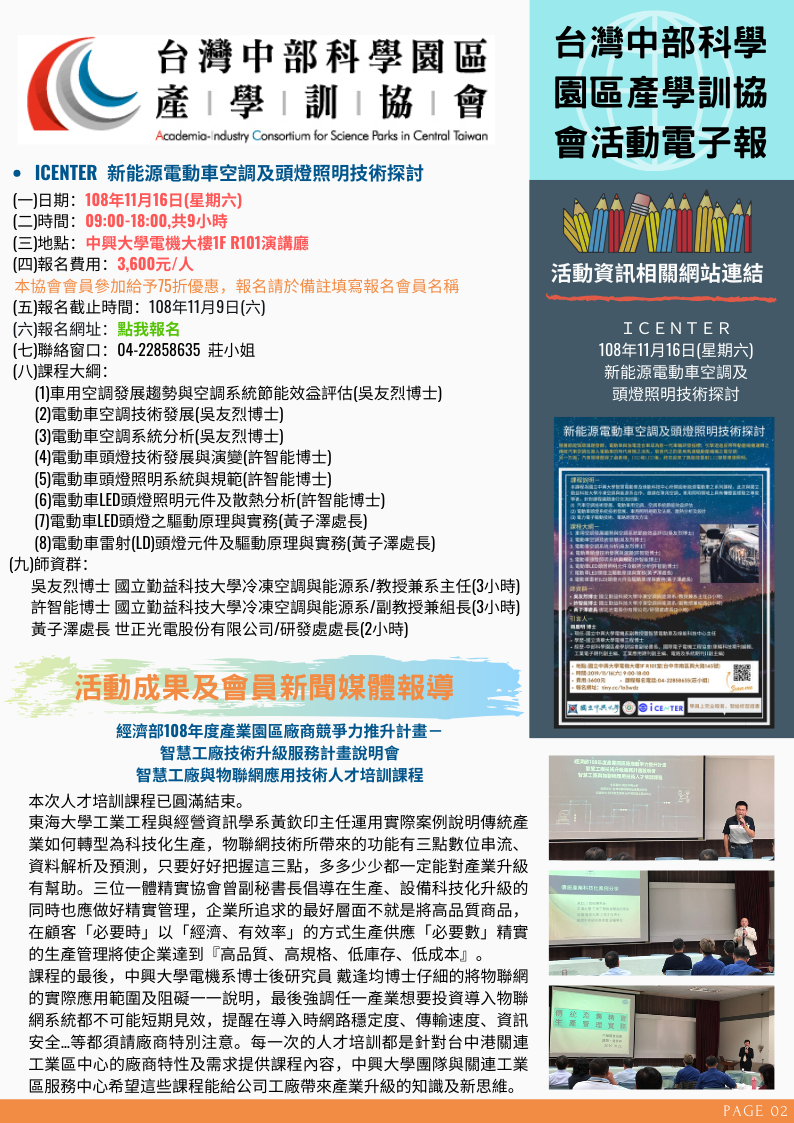 台灣中部科學園區
產｜學｜訓｜協｜會
Academia-Industry Consortium for Science Parks in Central Taiwan
台灣中部科學
園區產學訓協
會活動電子報
• ICENTER 新能源電動車空調及頭燈照明技術探討
(一)日期：108年11月16日(星期六)
(二)時間：09:00-18:00,共9小時
(三)地點：中興大學電機大樓1F R101演講廳
(四)報名費用：3,600元/人
本協會會員參加給予75折優惠，報名請於備註填寫報名會員名稱
(五)報名截止時間：108年11月9日(六)
(六)報名網址：點我報名
(七)聯絡窗口：04-22858635 莊小姐
(八)課程大綱：
(1)車用空調發展趨勢與空調系統節能效益評估(吳友烈博士)
(2)電動車空調技術發展(吳友烈博士)
(3)電動車空調系統分析(吳友烈博士)
(4)電動車頭燈技術發展與演變(許智能博士)
(5)電動車頭燈照明系統與規範(許智能博士)
(6)電動車LED頭燈照明元件及散熱分析(許智能博士)
(7)電動車LED頭燈之驅動原理與實務(黃子澤處長)
(8)電動車雷射(LD)頭燈元件及驅動原理與實務(黃子澤處長)
(九)師資群：
吳友烈博士 國立勤益科技大學冷凍空調與能源系/教授兼系主任(3小時)
許智能博士 國立勤益科技大學冷凍空調與能源系/副教授兼組長(3小時)
黃子澤處長 世正光電股份有限公司/研發處處長(2小時)
活動資訊相關網站連結
ＩＣＥＮＴＥＲ
108年11月16日(星期六)
新能源電動車空調及
頭燈照明技術探討
新能源電動車空調及頭燈照明技術探討
課程說明－
課程大綱－
師資群－
引言人－
國立中興大學
iCENTER
活動成果及會員新聞媒體報導
經濟部108年度產業園區廠商競爭力推升計畫－
智慧工廠技術升級服務計畫說明會
智慧工廠與物聯網應用技術人才培訓課程
本次人才培訓課程已圓滿結束。
東海大學工業工程與經營資訊學系黃欽印主任運用實際案例說明傳統產
業如何轉型為科技化生產，物聯網技術所帶來的功能有三點數位串流、
資料解析及預測，只要好好把握這三點，多多少少都一定能對產業升級
有幫助。三位一體精實協會曾副秘書長倡導在生產、設備科技化升級的
同時也應做好精實管理，企業所追求的最好層面不就是將高品質商品，
在顧客「必要時」以「經濟、有效率」的方式生產供應「必要數」精實
的生產管理將使企業達到『高品質、高規格、低庫存、低成本』。
課程的最後，中興大學電機系博士後研究員 戴逢均博士仔細的將物聯網
的實際應用範圍及阻礙一一說明，最後強調任一產業想要投資導入物聯
網系統都不可能短期見效，提醒在導入時網路穩定度、傳輸速度、資訊
安全...等都須請廠商特別注意。每一次的人才培訓都是針對台中港關連
工業區中心的廠商特性及需求提供課程內容，中興大學團隊與關連工業
區服務中心希望這些課程能給公司工廠帶來產業升級的知識及新思維。
PAGE 02